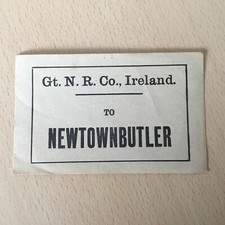 Gt. N. R. Co., Ireland.
TO
NEWTOWNBUTLER